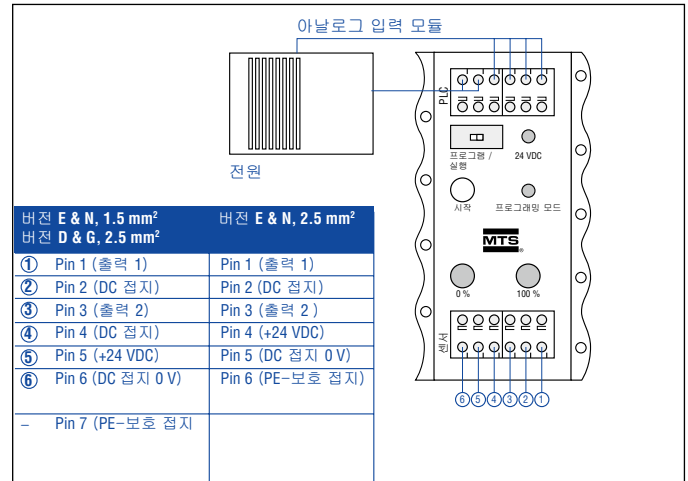 아날로그 입력 모듈
PLC
전원
프로그램 /
실행
24 VDC
시작
프로그래밍 모드
MTS
®
0 %
100 %
센서
⑥ ⑤ ④ ③ ② ①
버전 E & N, 1.5 mm² 버전 E & N, 2.5 mm²
버전 D & G, 2.5 mm²
① Pin 1 (출력 1) Pin 1 (출력 1)
② Pin 2 (DC 접지) Pin 2 (DC 접지)
③ Pin 3 (출력 2) Pin 3 (출력 2 )
④ Pin 4 (DC 접지) Pin 4 (+24 VDC)
⑤ Pin 5 (+24 VDC) Pin 5 (DC 접지 0 V)
⑥ Pin 6 (DC 접지 0 V) Pin 6 (PE-보호 접지)
– Pin 7 (PE-보호 접지